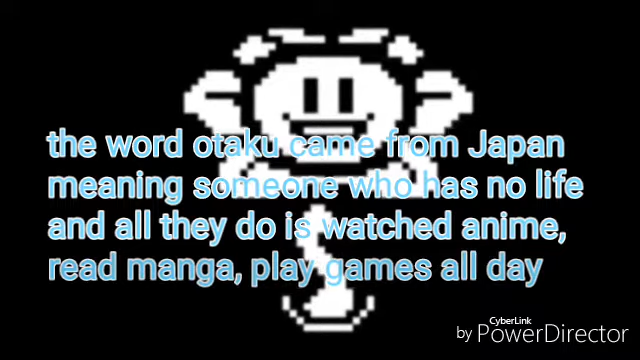 the word otaku came from Japan
meaning someone who has no life
and all they do is watched anime,
read manga, play games all day
CyberLink
by PowerDirector